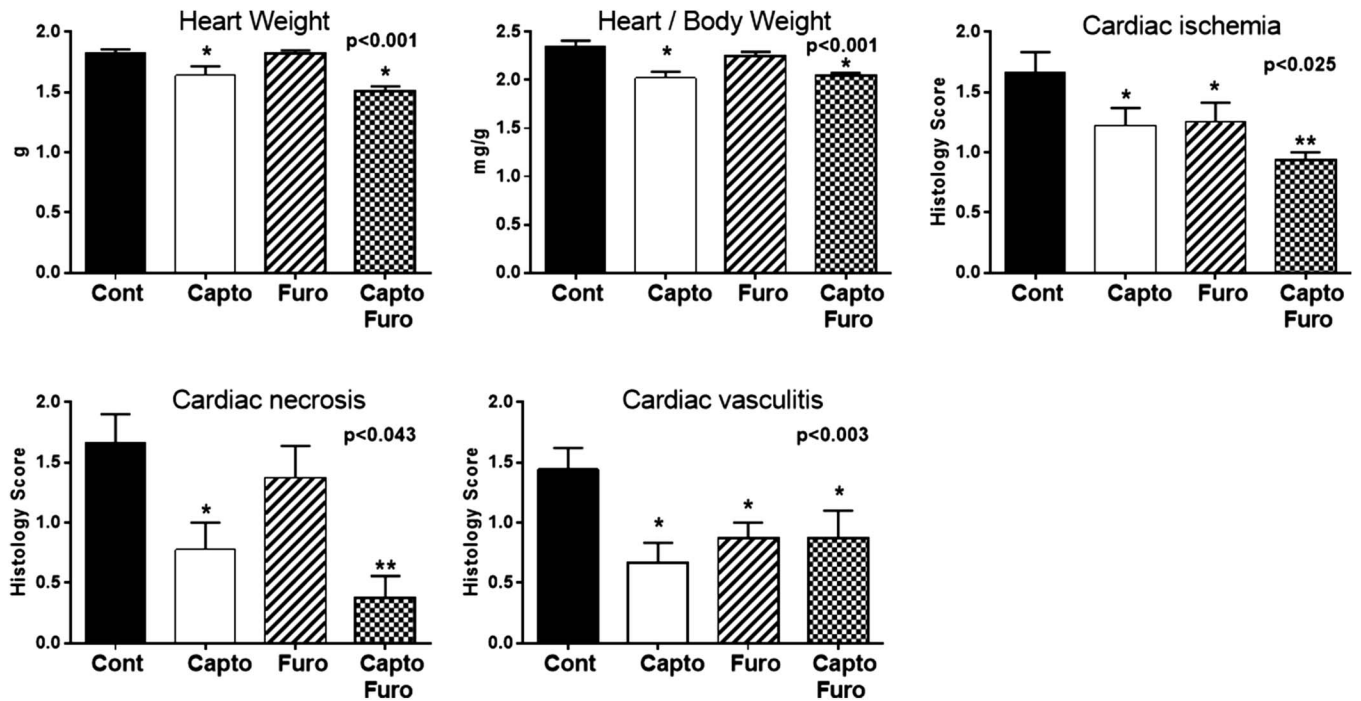 Heart Weight
p<0.001
2.0
1.5
1.0
0.5
0.0
g
*
*
Cont Capto Furo Capto
Furo
Heart / Body Weight
p<0.001
2.5
2.0
1.5
1.0
0.5
0.0
mg/g
*
*
Cont Capto Furo Capto
Furo
Cardiac ischemia
p<0.025
2.0
1.5
1.0
0.5
0.0
Histology Score
*
*
**
Cont Capto Furo Capto
Furo
Cardiac necrosis
p<0.043
2.0
1.5
1.0
0.5
0.0
Histology Score
*
**
Cont Capto Furo Capto
Furo
Cardiac vasculitis
p<0.003
2.0
1.5
1.0
0.5
0.0
Histology Score
*
*
*
Cont Capto Furo Capto
Furo